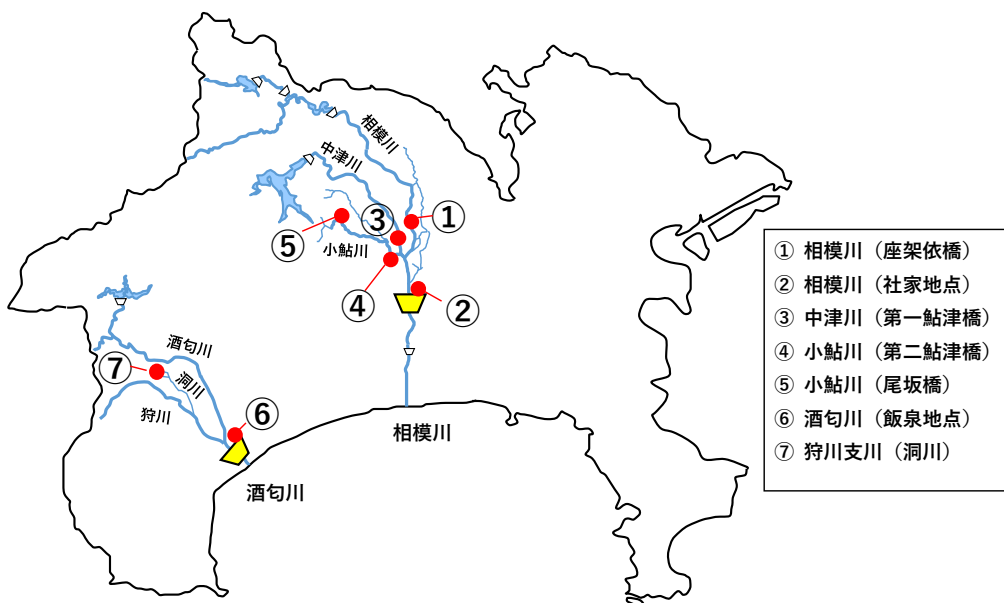 相模川
中津川
③
①
⑤
小鮎川
④
②
酒匂川
⑦
洞川
狩川
⑥
相模川
酒匂川
① 相模川（座架依橋）
② 相模川（社家地点）
③ 中津川（第一鮎津橋）
④ 小鮎川（第二鮎津橋）
⑤ 小鮎川（尾坂橋）
⑥ 酒匂川（飯泉地点）
⑦ 狩川支川（洞川）